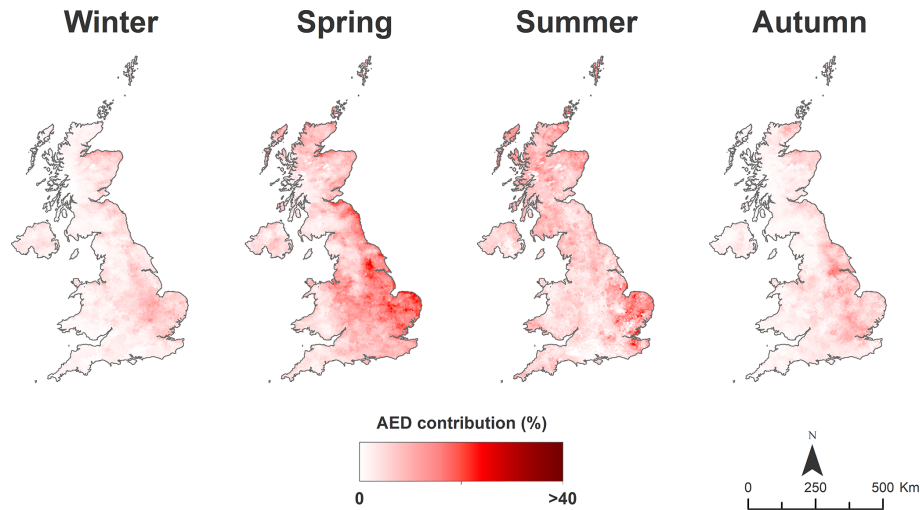 Winter Spring Summer Autumn
AED contribution (%)
0 >40
N
0 250 500 Km